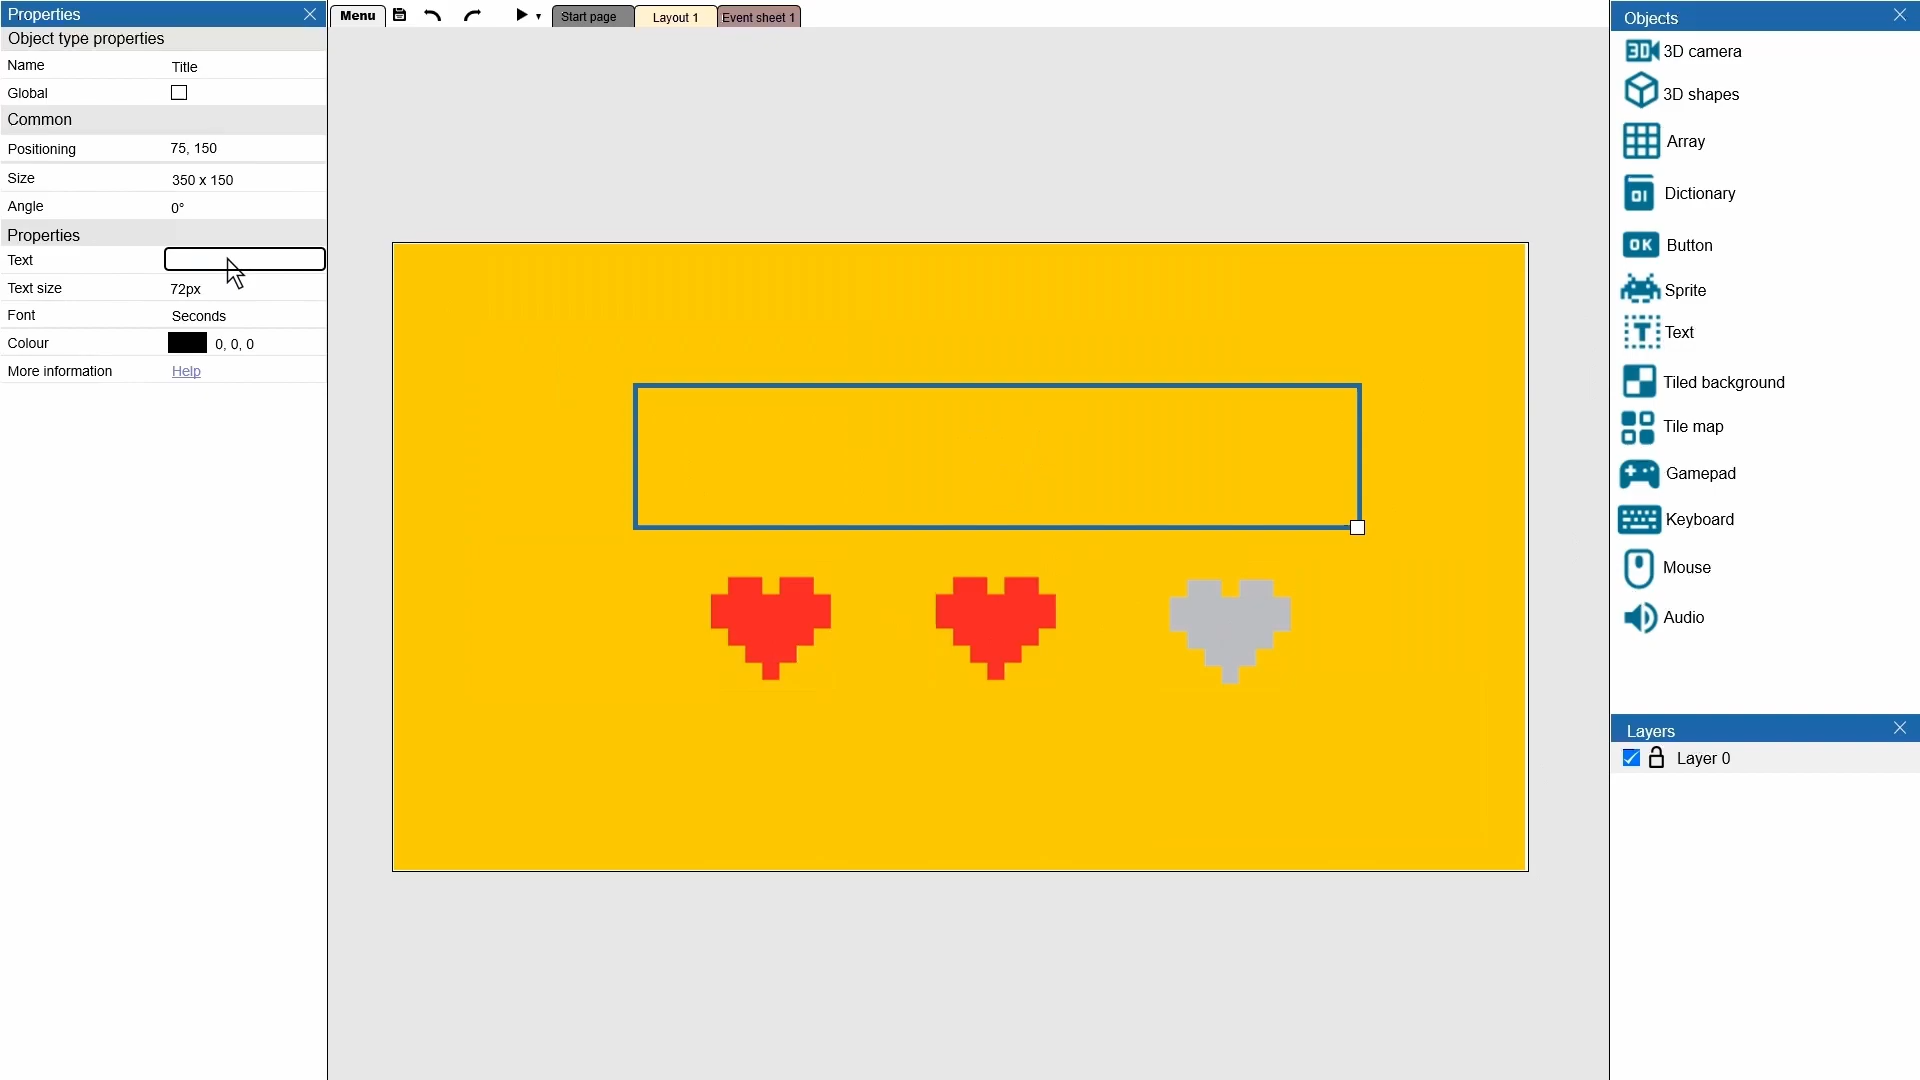 Properties
Object type properties
Name Title
Global
Common
Positioning 75, 150
Size 350 x 150
Angle 0°
Properties
Text
Text size 72px
Font Seconds
Colour 0, 0, 0
More information Help
Menu Start page Layout 1 Event sheet 1
Objects
3D 3D camera
3D shapes
Array
01 Dictionary
OK Button
Sprite
T Text
Tiled background
Tile map
Gamepad
Keyboard
Mouse
Audio
Layers
Layer 0